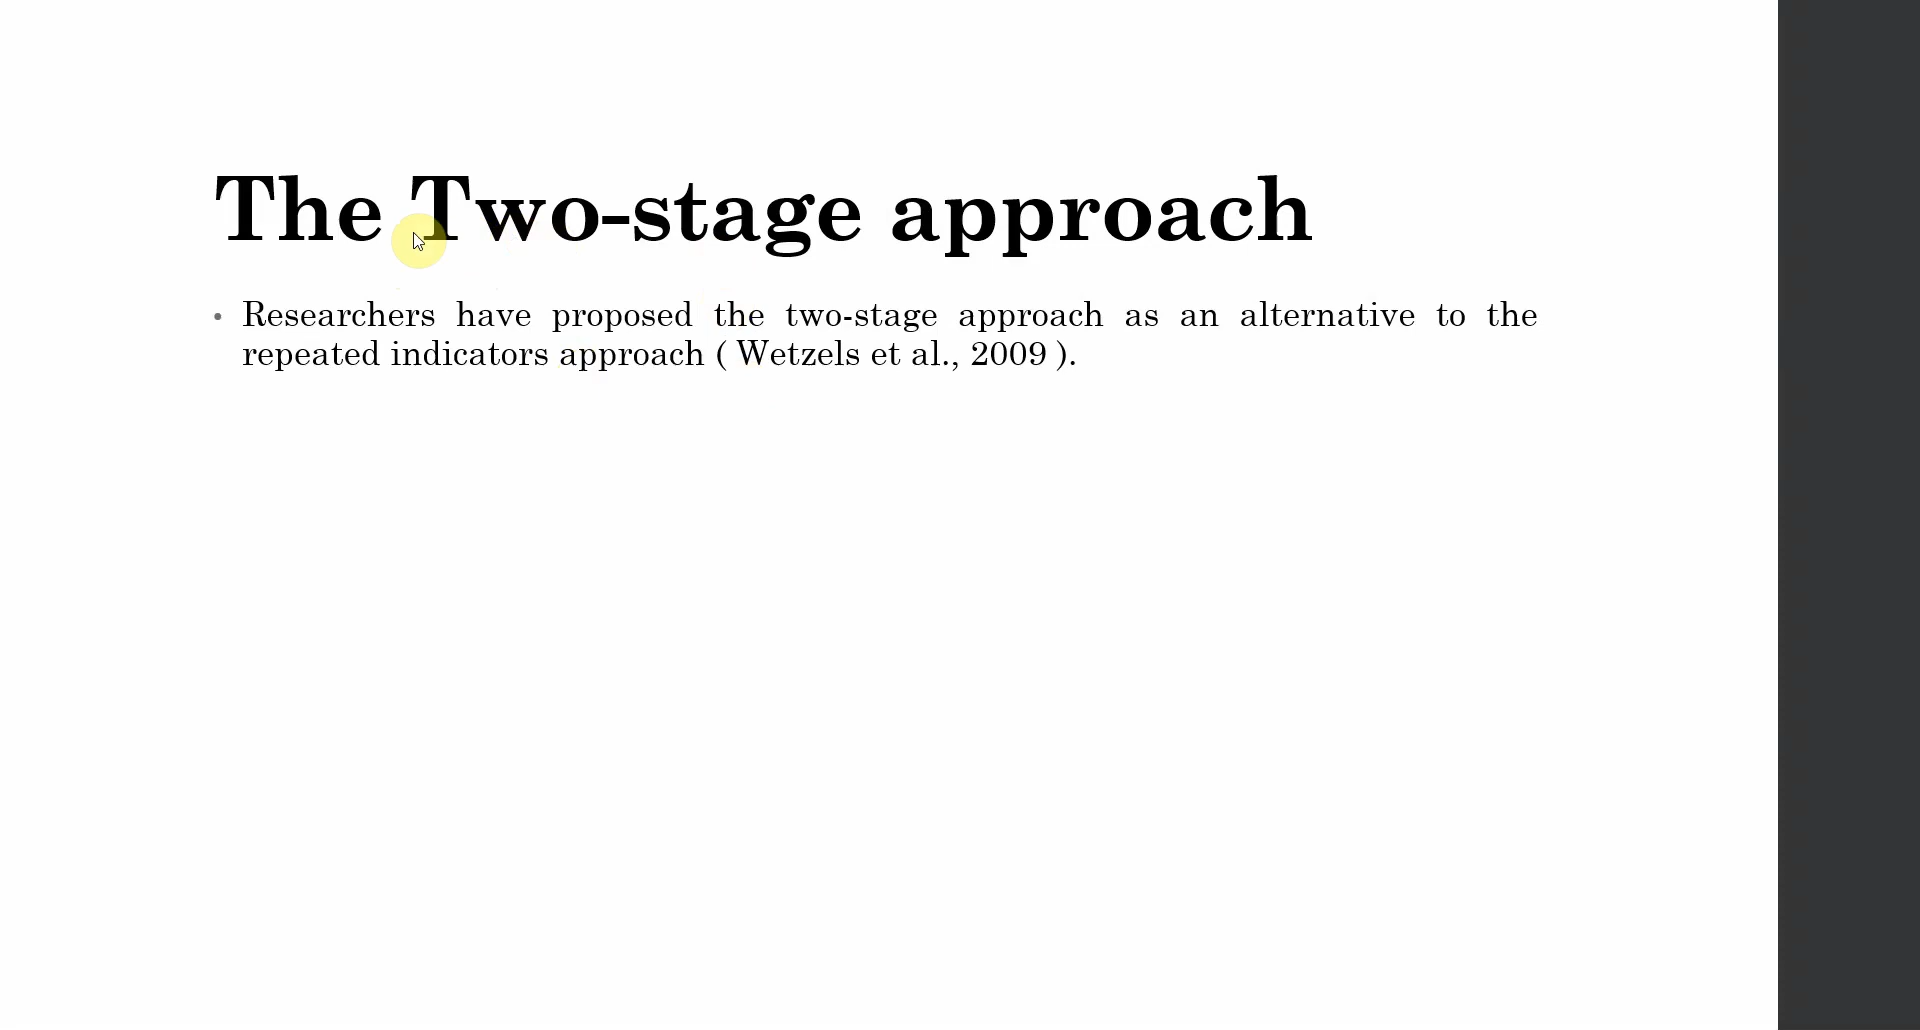 The Two-stage approach
• Researchers have proposed the two-stage approach as an alternative to the
repeated indicators approach ( Wetzels et al., 2009 ).